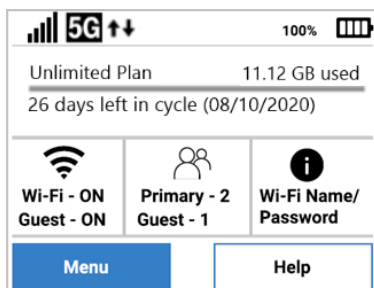 5G 100%
Unlimited Plan 11.12 GB used
26 days left in cycle (08/10/2020)
Wi-Fi - ON
Guest - ON
Primary - 2
Guest - 1
Wi-Fi Name/
Password
Menu Help